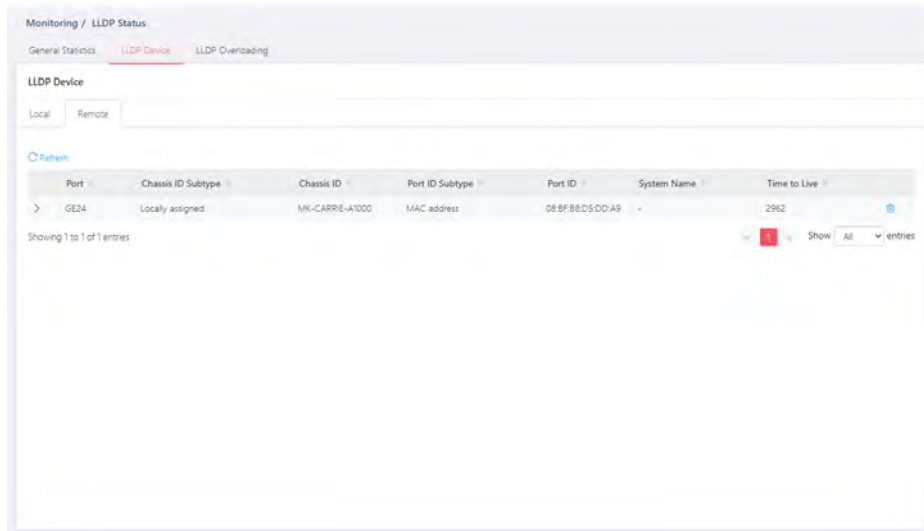 Monitoring / LLDP Status
General Statistics LLDP Device LLDP Overloading
LLDP Device
Local Remote
Refresh
Port Chassis ID Subtype Chassis ID Port ID Subtype Port ID System Name Time to Live
> GE24 Locally assigned MK-CARRIE-A1000 MAC address 08:BF:B8:D5:DD:A9 - 2962
Showing 1 to 1 of 1 entries « 1 » Show All entries